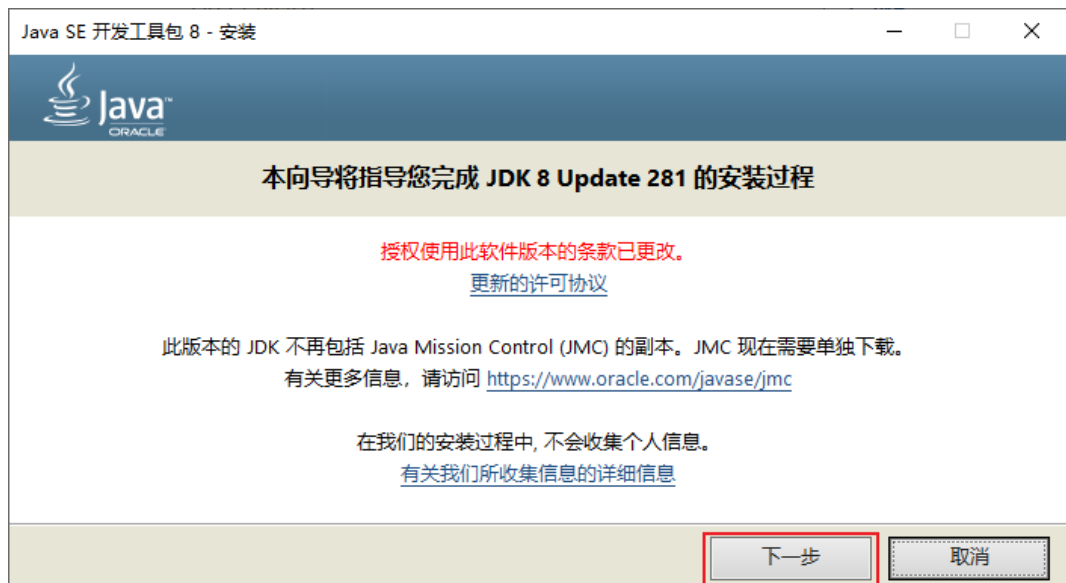 Java SE 开发工具包 8 - 安装
Java™
ORACLE
本向导将指导您完成 JDK 8 Update 281 的安装过程
授权使用此软件版本的条款已更改。
更新的许可协议
此版本的 JDK 不再包括 Java Mission Control (JMC) 的副本。JMC 现在需要单独下载。
有关更多信息，请访问 https://www.oracle.com/javase/jmc
在我们的安装过程中, 不会收集个人信息。
有关我们所收集信息的详细信息
下一步 取消